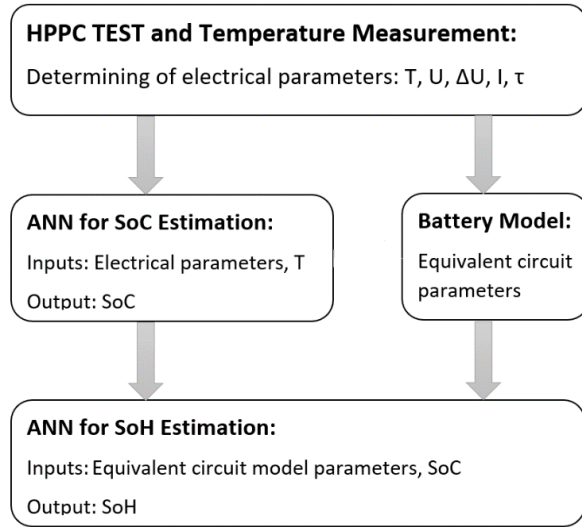 HPPC TEST and Temperature Measurement:
Determining of electrical parameters: T, U, ΔU, I, τ
ANN for SoC Estimation:
Inputs: Electrical parameters, T
Output: SoC
Battery Model:
Equivalent circuit
parameters
ANN for SoH Estimation:
Inputs: Equivalent circuit model parameters, SoC
Output: SoH